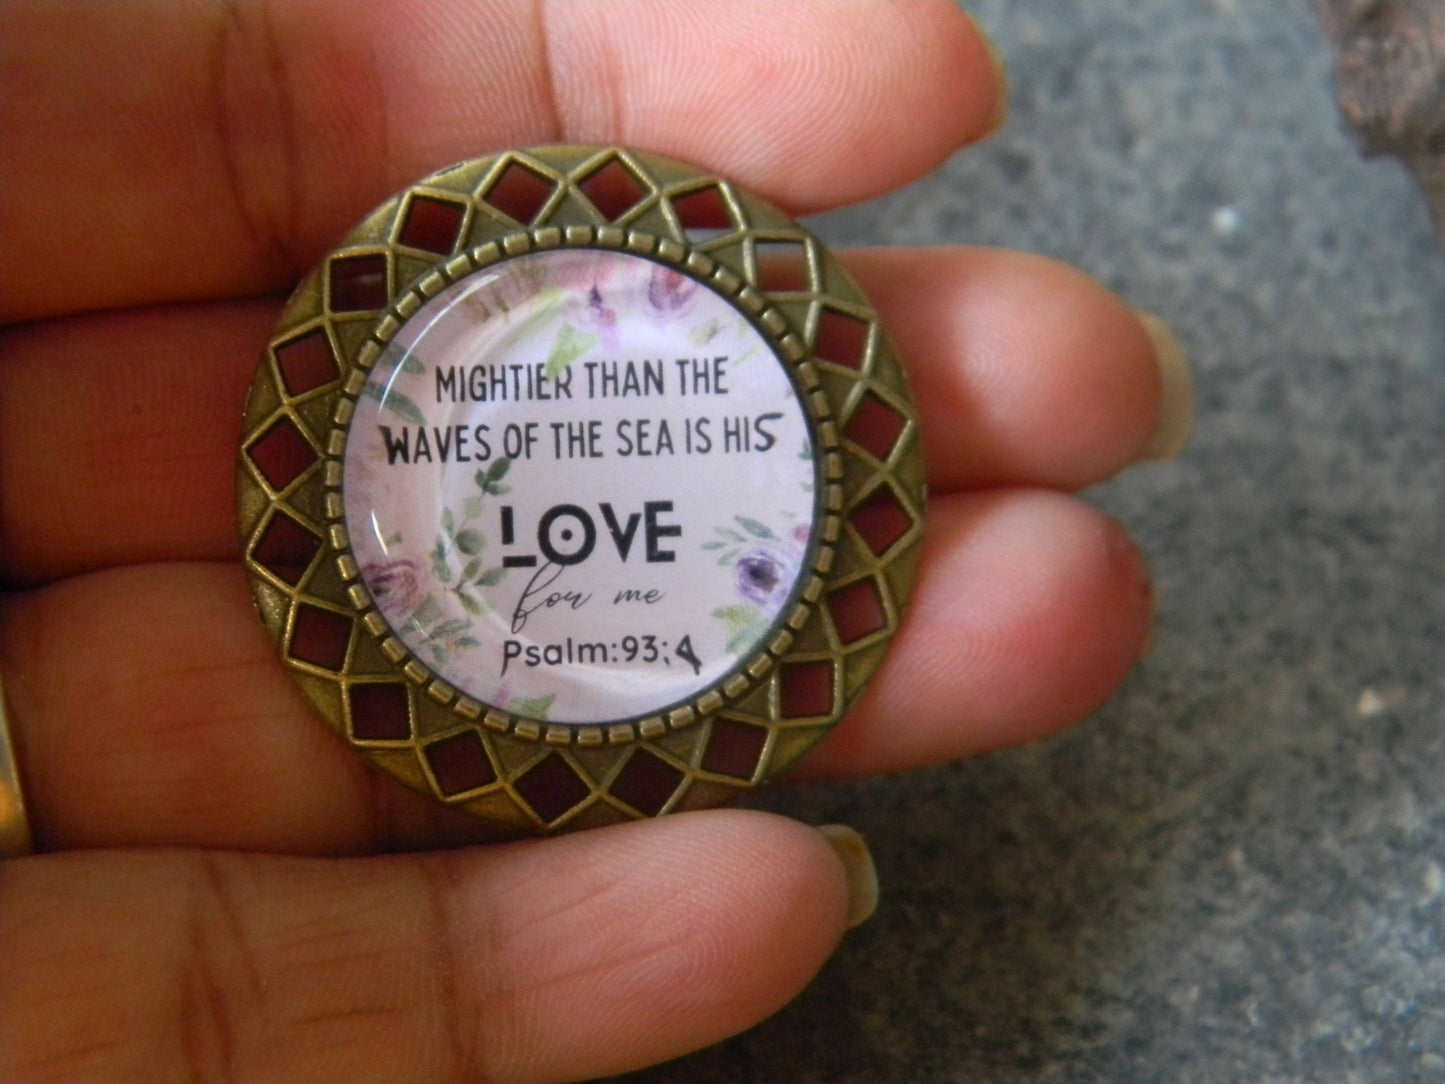 MIGHTIER THAN THE
WAVES OF THE SEA IS HIS
LOVE
for me
Psalm:93:4